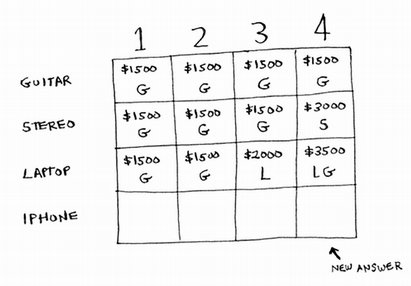 1 2 3 4
GUITAR $1500 G $1500 G $1500 G $1500 G
STEREO $1500 G $1500 G $1500 G $3000 S
LAPTOP $1500 G $1500 G $2000 L $3500 LG
IPHONE
NEW ANSWER